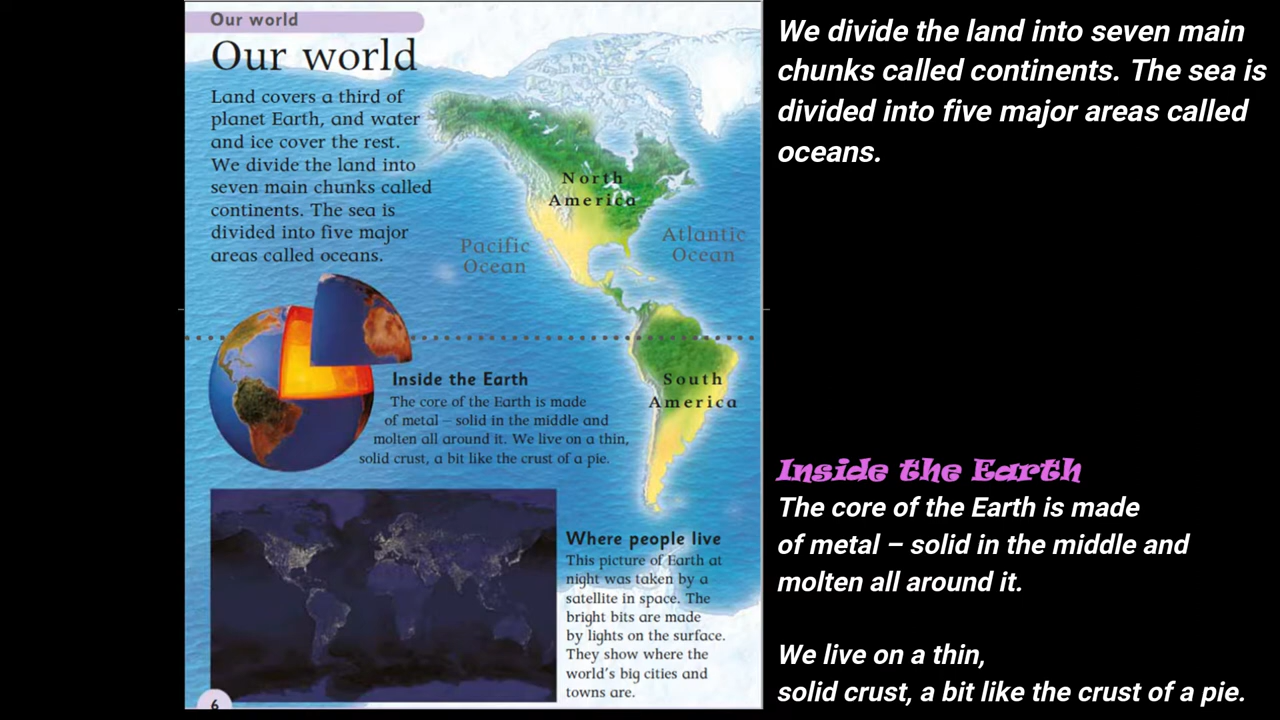 Our world
Our world
Land covers a third of
planet Earth, and water
and ice cover the rest.
We divide the land into
seven main chunks called
continents. The sea is
divided into five major
areas called oceans.
North
America
Pacific
Ocean
Atlantic
Ocean
South
America
Inside the Earth
The core of the Earth is made
of metal – solid in the middle and
molten all around it. We live on a thin,
solid crust, a bit like the crust of a pie.
Where people live
This picture of Earth at
night was taken by a
satellite in space. The
bright bits are made
by lights on the surface.
They show where the
world's big cities and
towns are.
6
We divide the land into seven main
chunks called continents. The sea is
divided into five major areas called
oceans.
Inside the Earth
The core of the Earth is made
of metal – solid in the middle and
molten all around it.
We live on a thin,
solid crust, a bit like the crust of a pie.